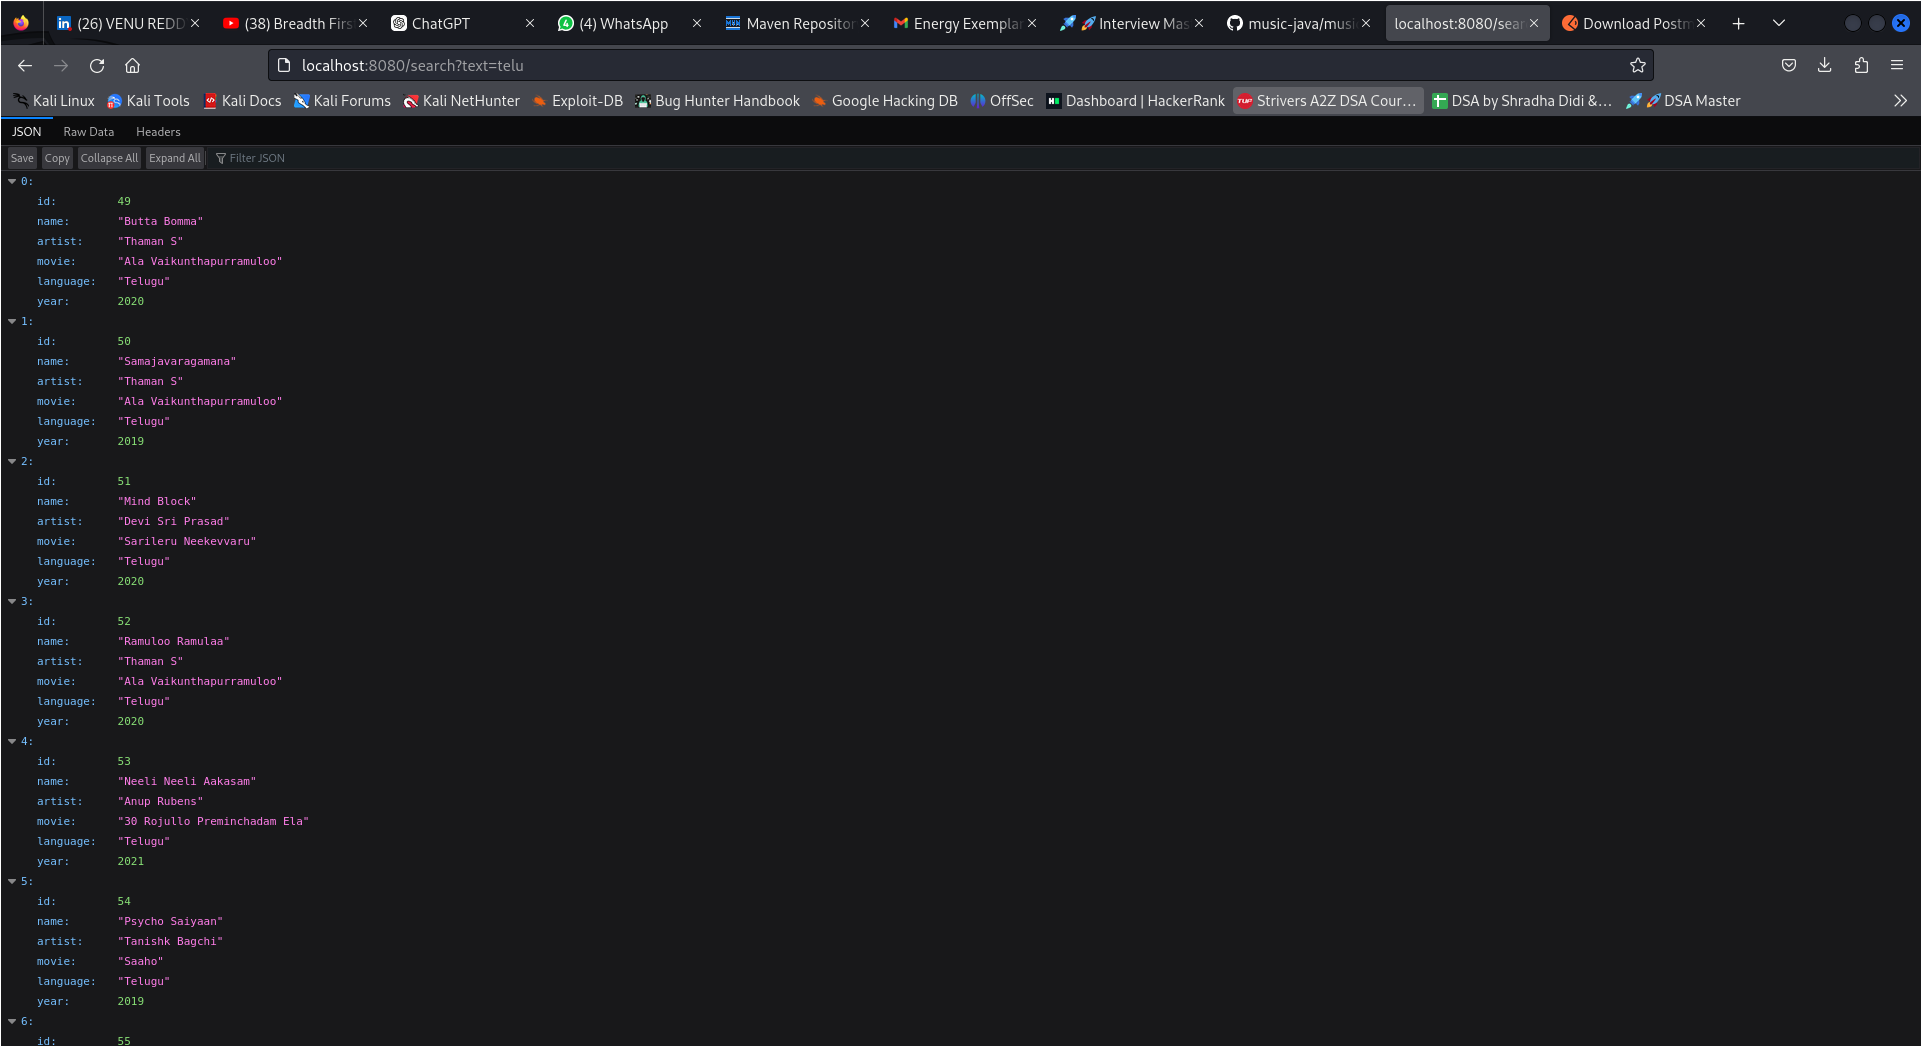 (26) VENU REDD
(38) Breadth Firs
ChatGPT
(4) WhatsApp
Maven Repositor
Energy Exemplar
Interview Mas
music-java/musi
localhost:8080/sear
Download Postm
localhost:8080/search?text=telu
Kali Linux
Kali Tools
Kali Docs
Kali Forums
Kali NetHunter
Exploit-DB
Bug Hunter Handbook
Google Hacking DB
OffSec
Dashboard | HackerRank
Strivers A2Z DSA Cour…
DSA by Shradha Didi &…
DSA Master
JSON Raw Data Headers
Save Copy Collapse All Expand All Filter JSON
0:
id: 49
name: "Butta Bomma"
artist: "Thaman S"
movie: "Ala Vaikunthapurramuloo"
language: "Telugu"
year: 2020
1:
id: 50
name: "Samajavaragamana"
artist: "Thaman S"
movie: "Ala Vaikunthapurramuloo"
language: "Telugu"
year: 2019
2:
id: 51
name: "Mind Block"
artist: "Devi Sri Prasad"
movie: "Sarileru Neekevvaru"
language: "Telugu"
year: 2020
3:
id: 52
name: "Ramuloo Ramulaa"
artist: "Thaman S"
movie: "Ala Vaikunthapurramuloo"
language: "Telugu"
year: 2020
4:
id: 53
name: "Neeli Neeli Aakasam"
artist: "Anup Rubens"
movie: "30 Rojullo Preminchadam Ela"
language: "Telugu"
year: 2021
5:
id: 54
name: "Psycho Saiyaan"
artist: "Tanishk Bagchi"
movie: "Saaho"
language: "Telugu"
year: 2019
6:
id: 55